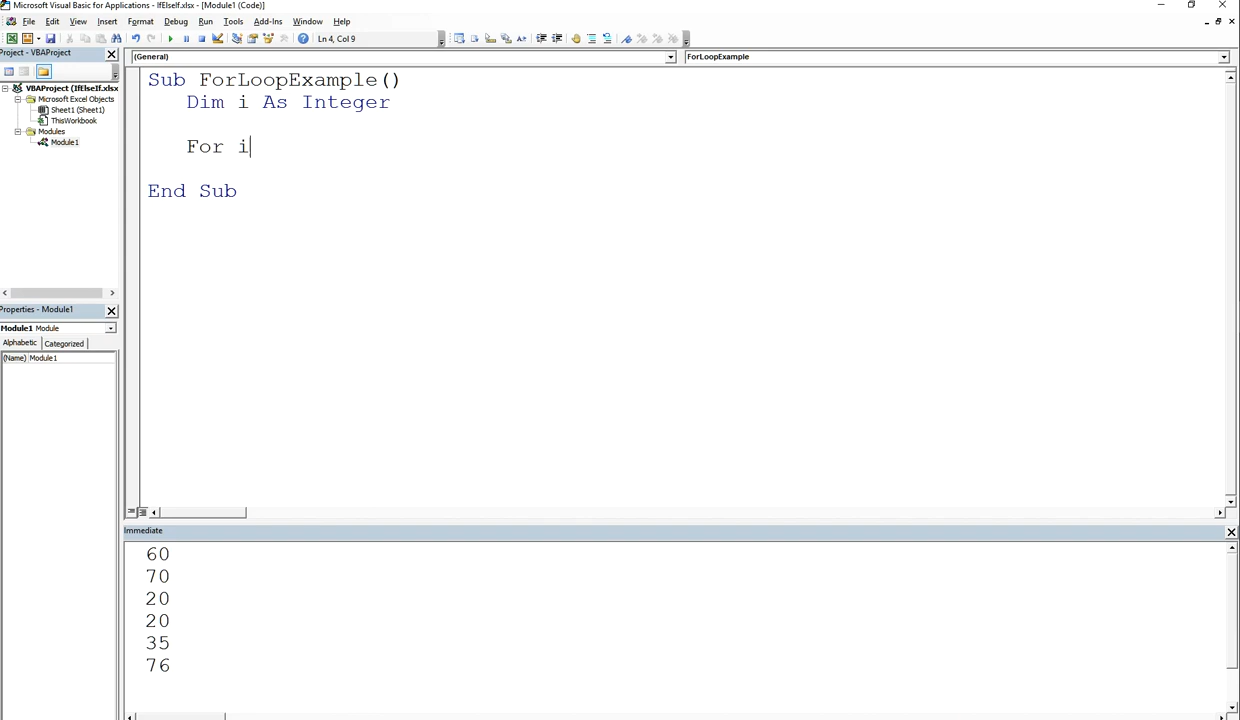 Microsoft Visual Basic for Applications - IfElseIf.xlsx - [Module1 (Code)]
File Edit View Insert Format Debug Run Tools Add-Ins Window Help
Ln 4, Col 9
Project - VBAProject
VBAProject (IfElseIf.xlsx
Microsoft Excel Objects
Sheet1 (Sheet1)
ThisWorkbook
Modules
Module1
Properties - Module1
Module1 Module
Alphabetic Categorized
(Name) Module1
(General) ForLoopExample
Sub ForLoopExample()
Dim i As Integer
For i
End Sub
Immediate
60
70
20
20
35
76